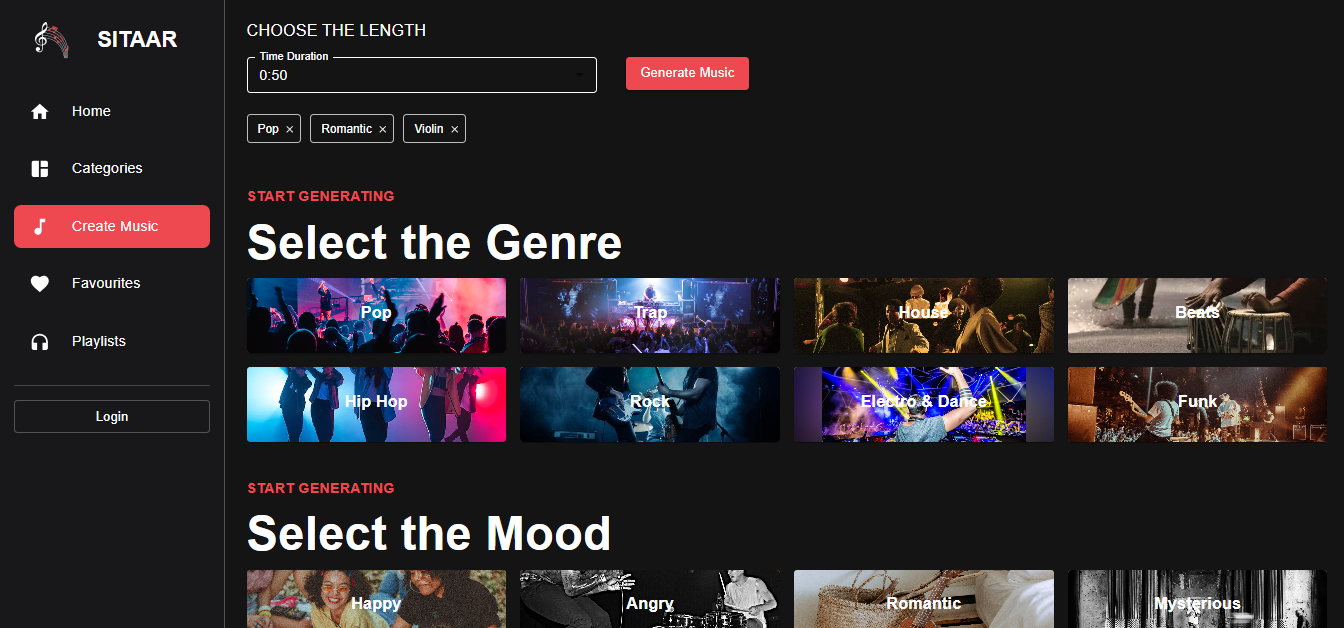 SITAAR
Home
Categories
Create Music
Favourites
Playlists
Login
CHOOSE THE LENGTH
Time Duration
0:50
Generate Music
Pop × Romantic × Violin ×
START GENERATING
Select the Genre
Pop Trap House Beats
Hip Hop Rock Electro & Dance Funk
START GENERATING
Select the Mood
Happy Angry Romantic Mysterious